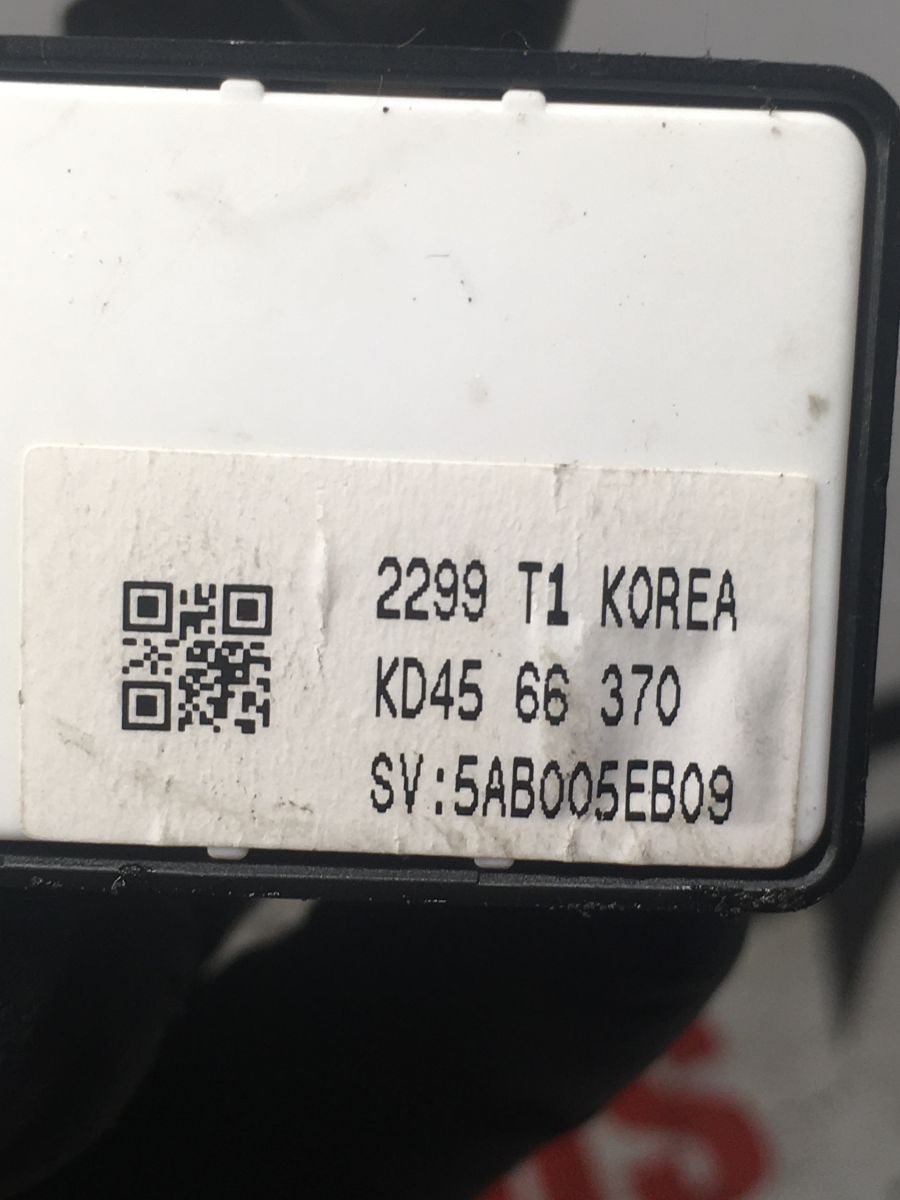 2299 T1 KOREA
KD45 66 370
SV:5AB005EB09